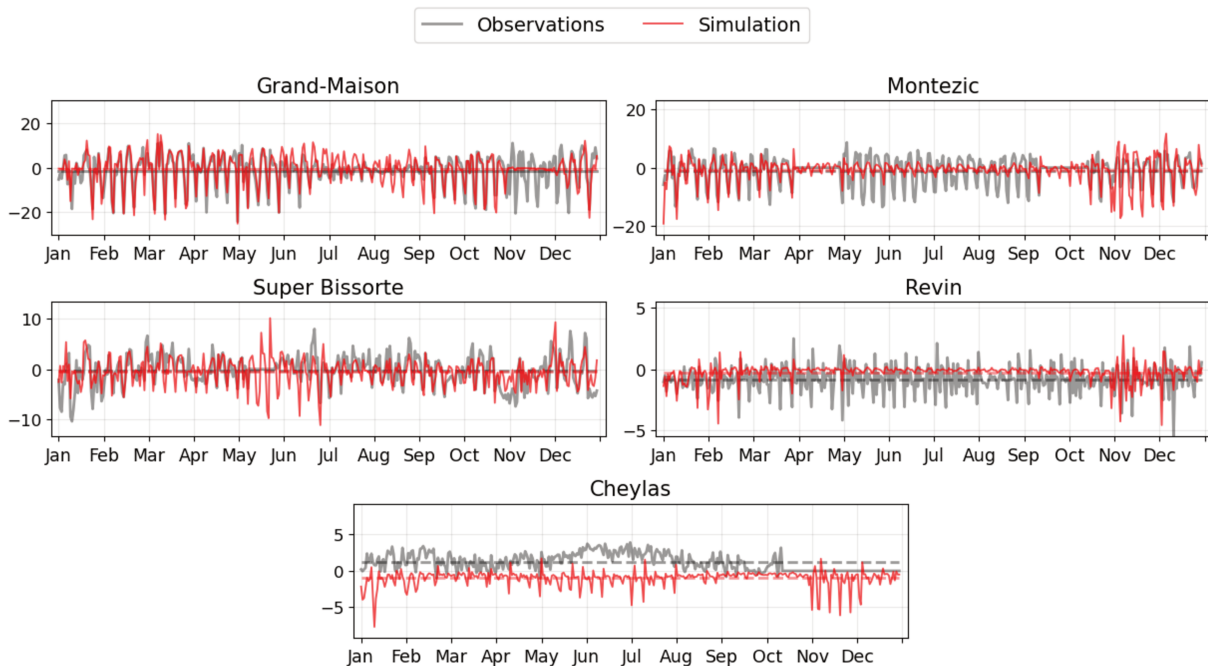 Observations Simulation
Grand-Maison
20
0
−20
Jan Feb Mar Apr May Jun Jul Aug Sep Oct Nov Dec
Montezic
20
0
−20
Jan Feb Mar Apr May Jun Jul Aug Sep Oct Nov Dec
Super Bissorte
10
0
−10
Jan Feb Mar Apr May Jun Jul Aug Sep Oct Nov Dec
Revin
5
0
−5
Jan Feb Mar Apr May Jun Jul Aug Sep Oct Nov Dec
Cheylas
5
0
−5
Jan Feb Mar Apr May Jun Jul Aug Sep Oct Nov Dec